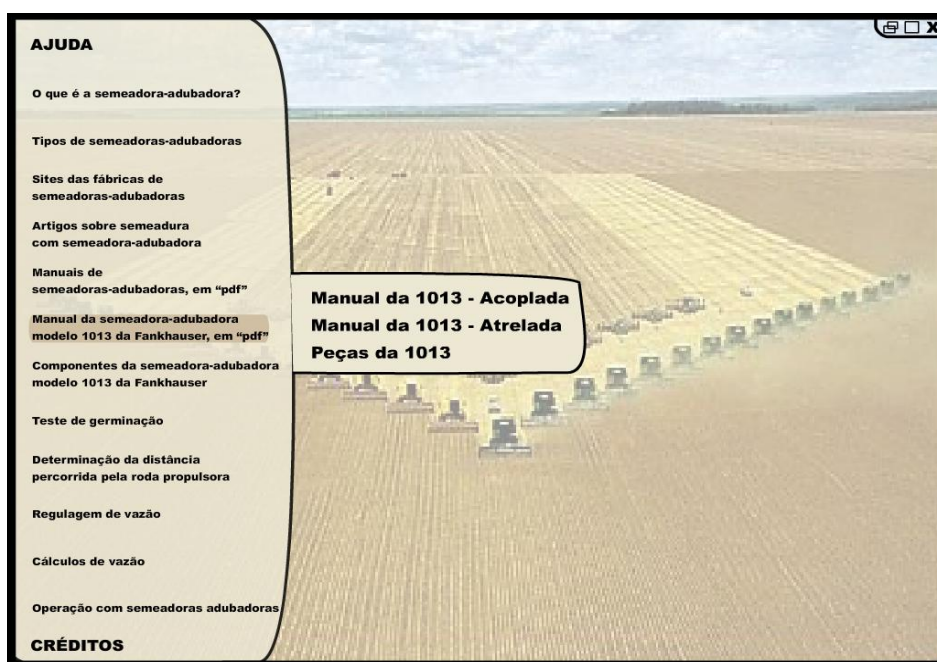 AJUDA
O que é a semeadora-adubadora?
Tipos de semeadoras-adubadoras
Sites das fábricas de
semeadoras-adubadoras
Artigos sobre semeadura
com semeadora-adubadora
Manuais de
semeadoras-adubadoras, em “pdf”
Manual da semeadora-adubadora
modelo 1013 da Fankhauser, em “pdf”
Manual da 1013 - Acoplada
Manual da 1013 - Atrelada
Peças da 1013
Componentes da semeadora-adubadora
modelo 1013 da Fankhauser
Teste de germinação
Determinação da distância
percorrida pela roda propulsora
Regulagem de vazão
Cálculos de vazão
Operação com semeadoras adubadoras
CRÉDITOS